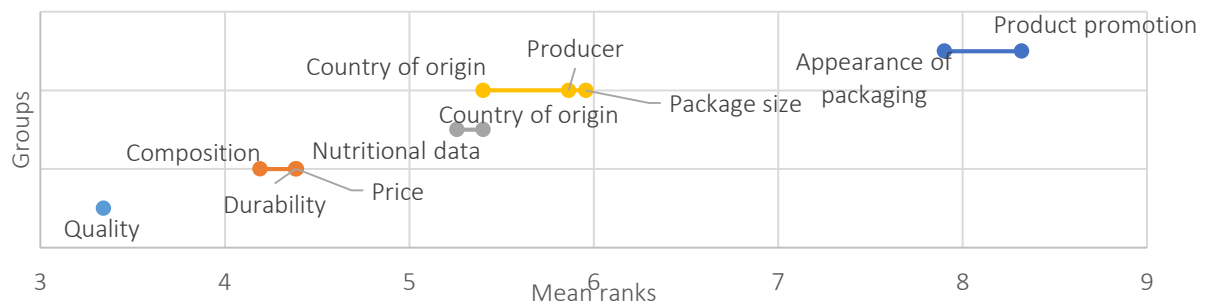 Product promotion
Producer
Appearance of
packaging
Country of origin
Package size
Country of origin
Composition
Nutritional data
Durability
Price
Quality
Groups
3 4 5 6 7 8 9
Mean ranks